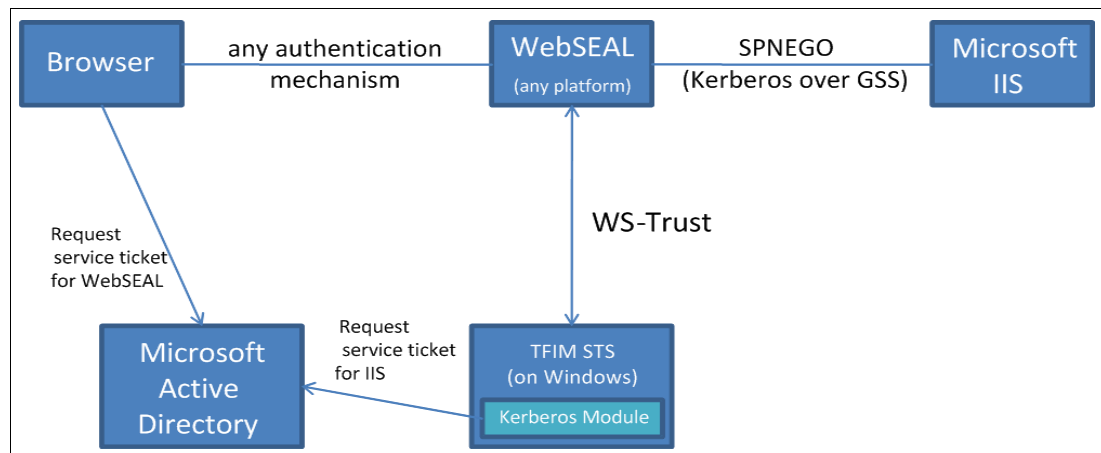 Browser
any authentication
mechanism
WebSEAL
(any platform)
SPNEGO
(Kerberos over GSS)
Microsoft
IIS
WS-Trust
Request
service ticket
for WebSEAL
Microsoft
Active
Directory
Request
service ticket
for IIS
TFIM STS
(on Windows)
Kerberos Module